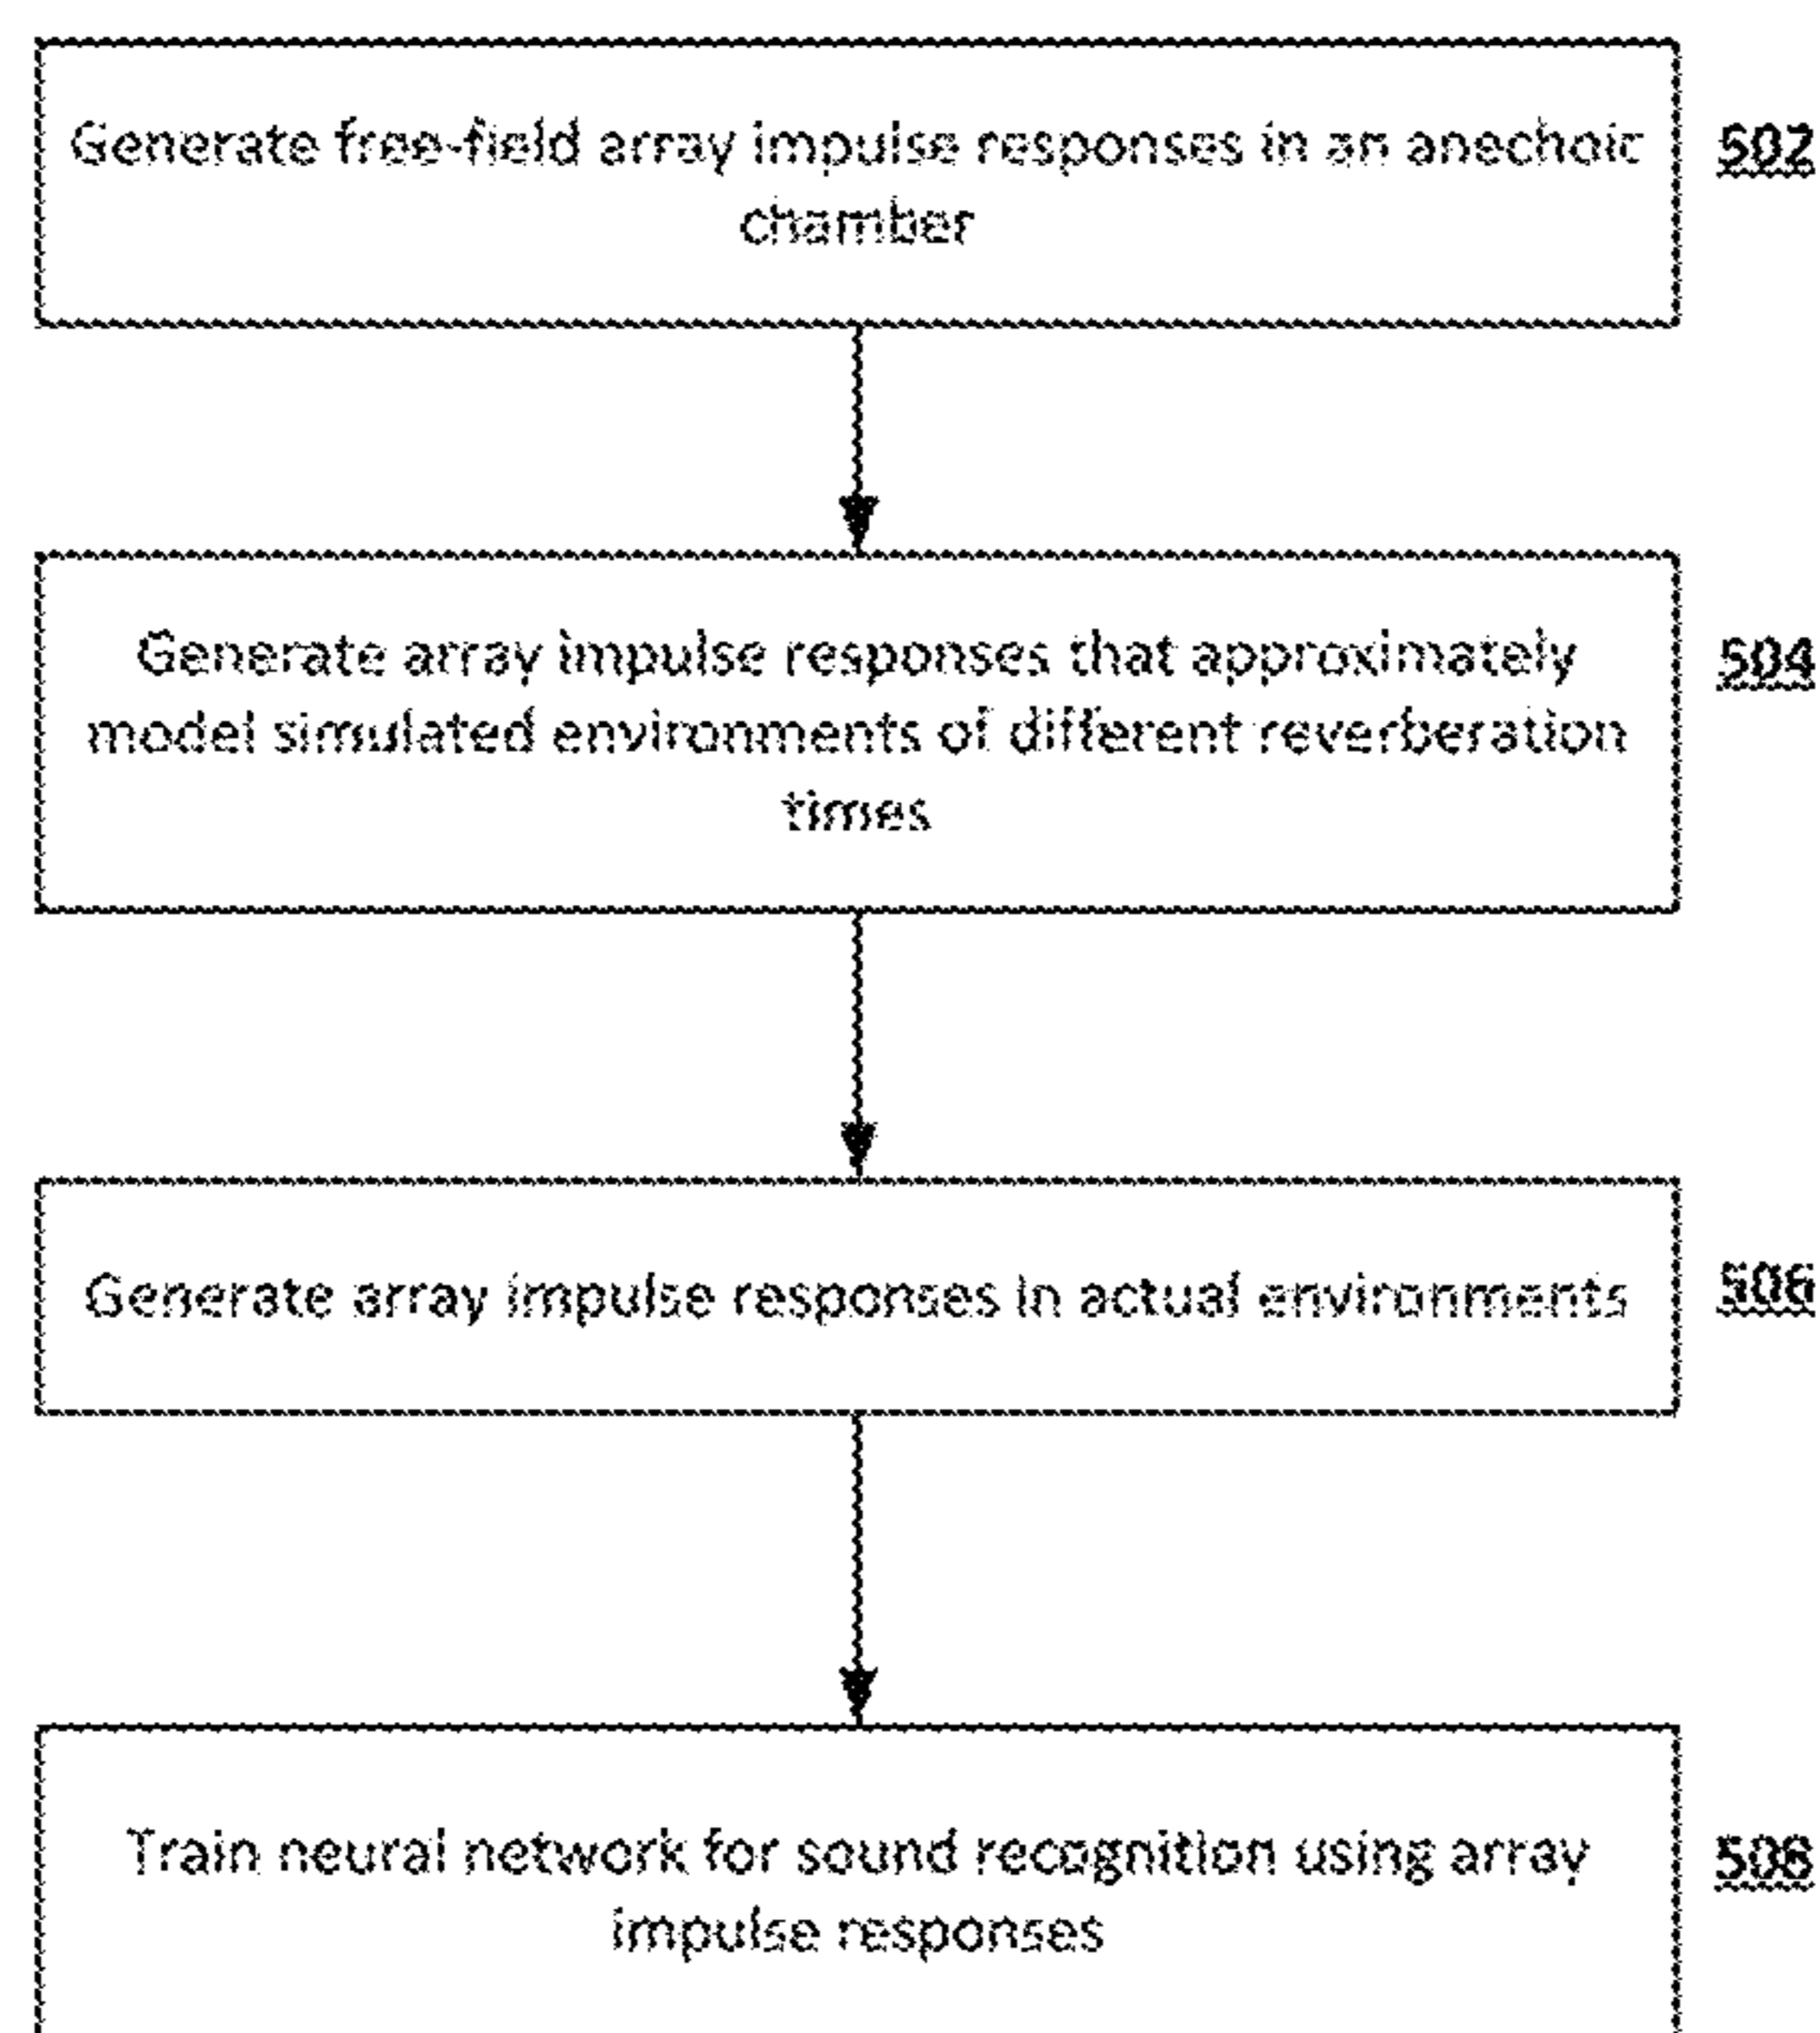 Generate free-field array impulse responses in an anechoic
chamber
502
Generate array impulse responses that approximately
model simulated environments of different reverberation
times
504
Generate array impulse responses in actual environments
506
Train neural network for sound recognition using array
impulse responses
508